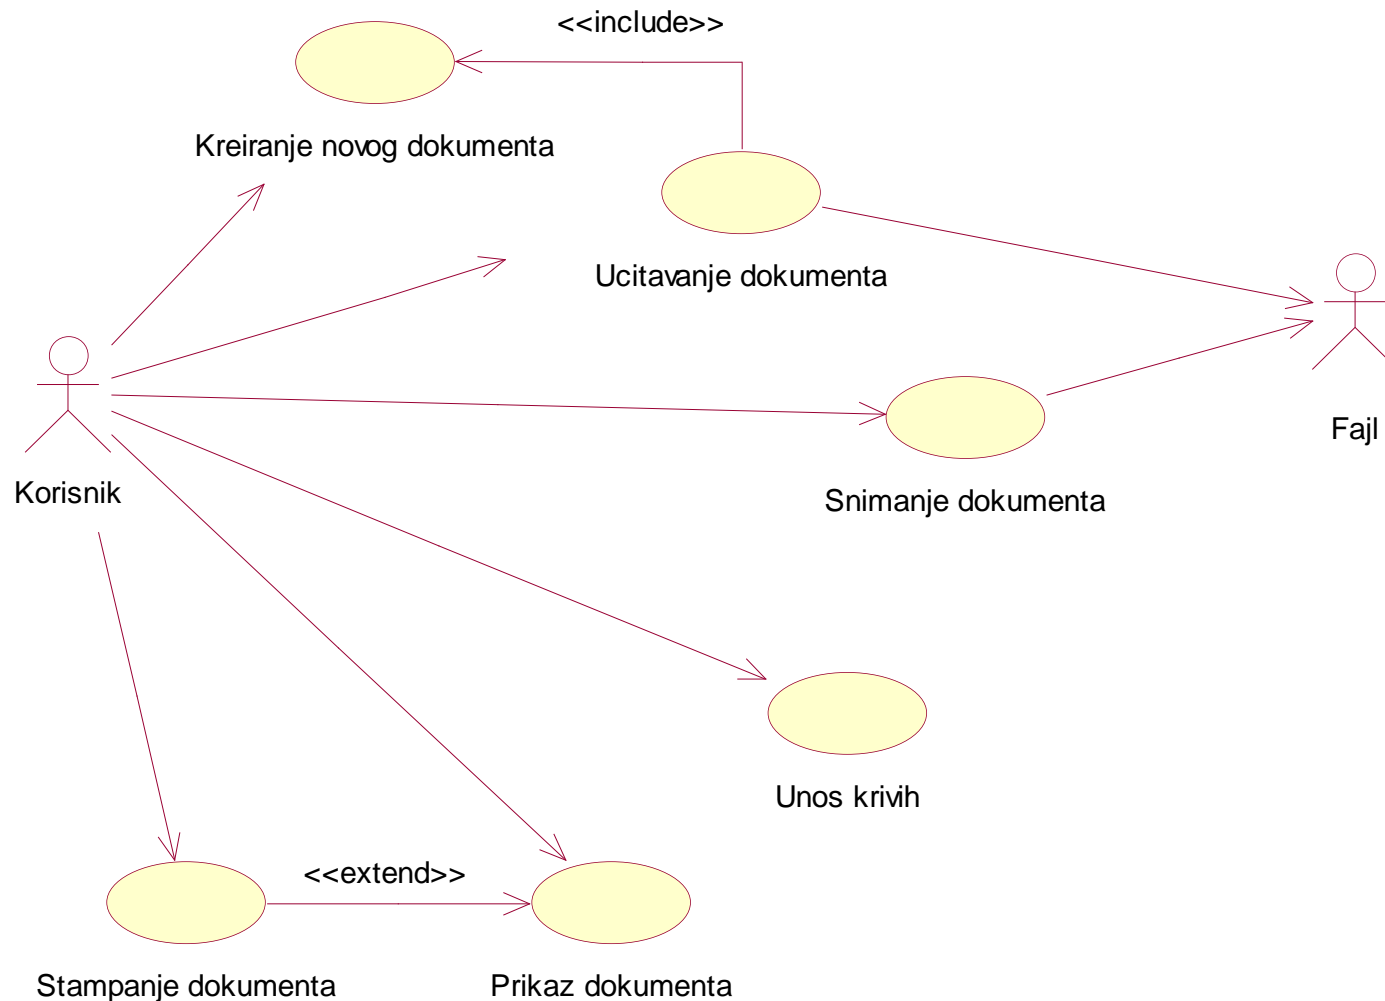 <<include>>
Kreiranje novog dokumenta
Ucitavanje dokumenta
Fajl
Korisnik
Snimanje dokumenta
Unos krivih
<<extend>>
Stampanje dokumenta
Prikaz dokumenta